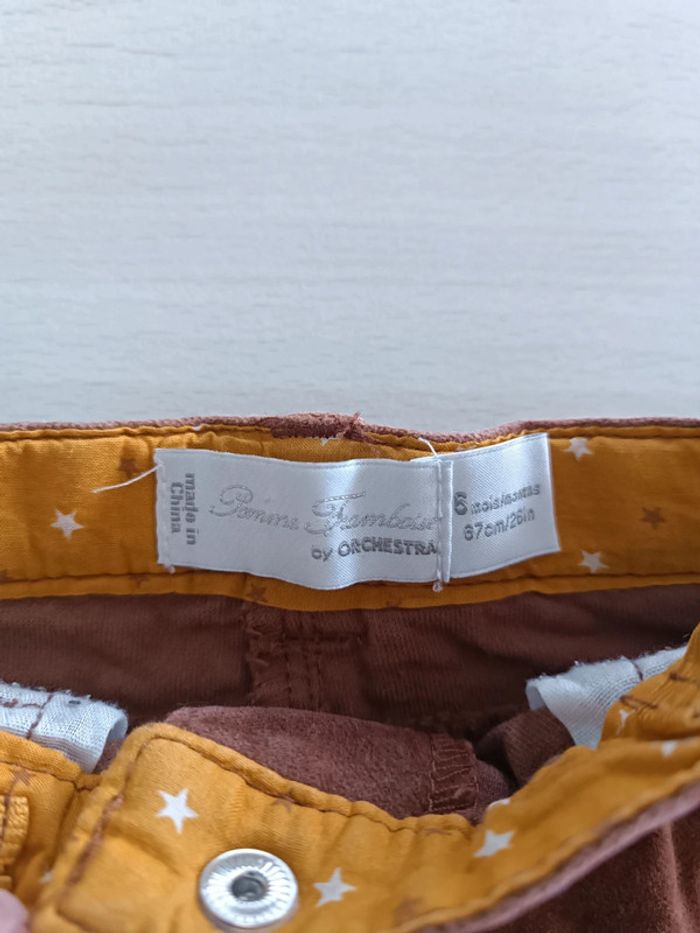 made in
China
Pomme Framboise
by ORCHESTRA
6 mois/months
67cm/26in